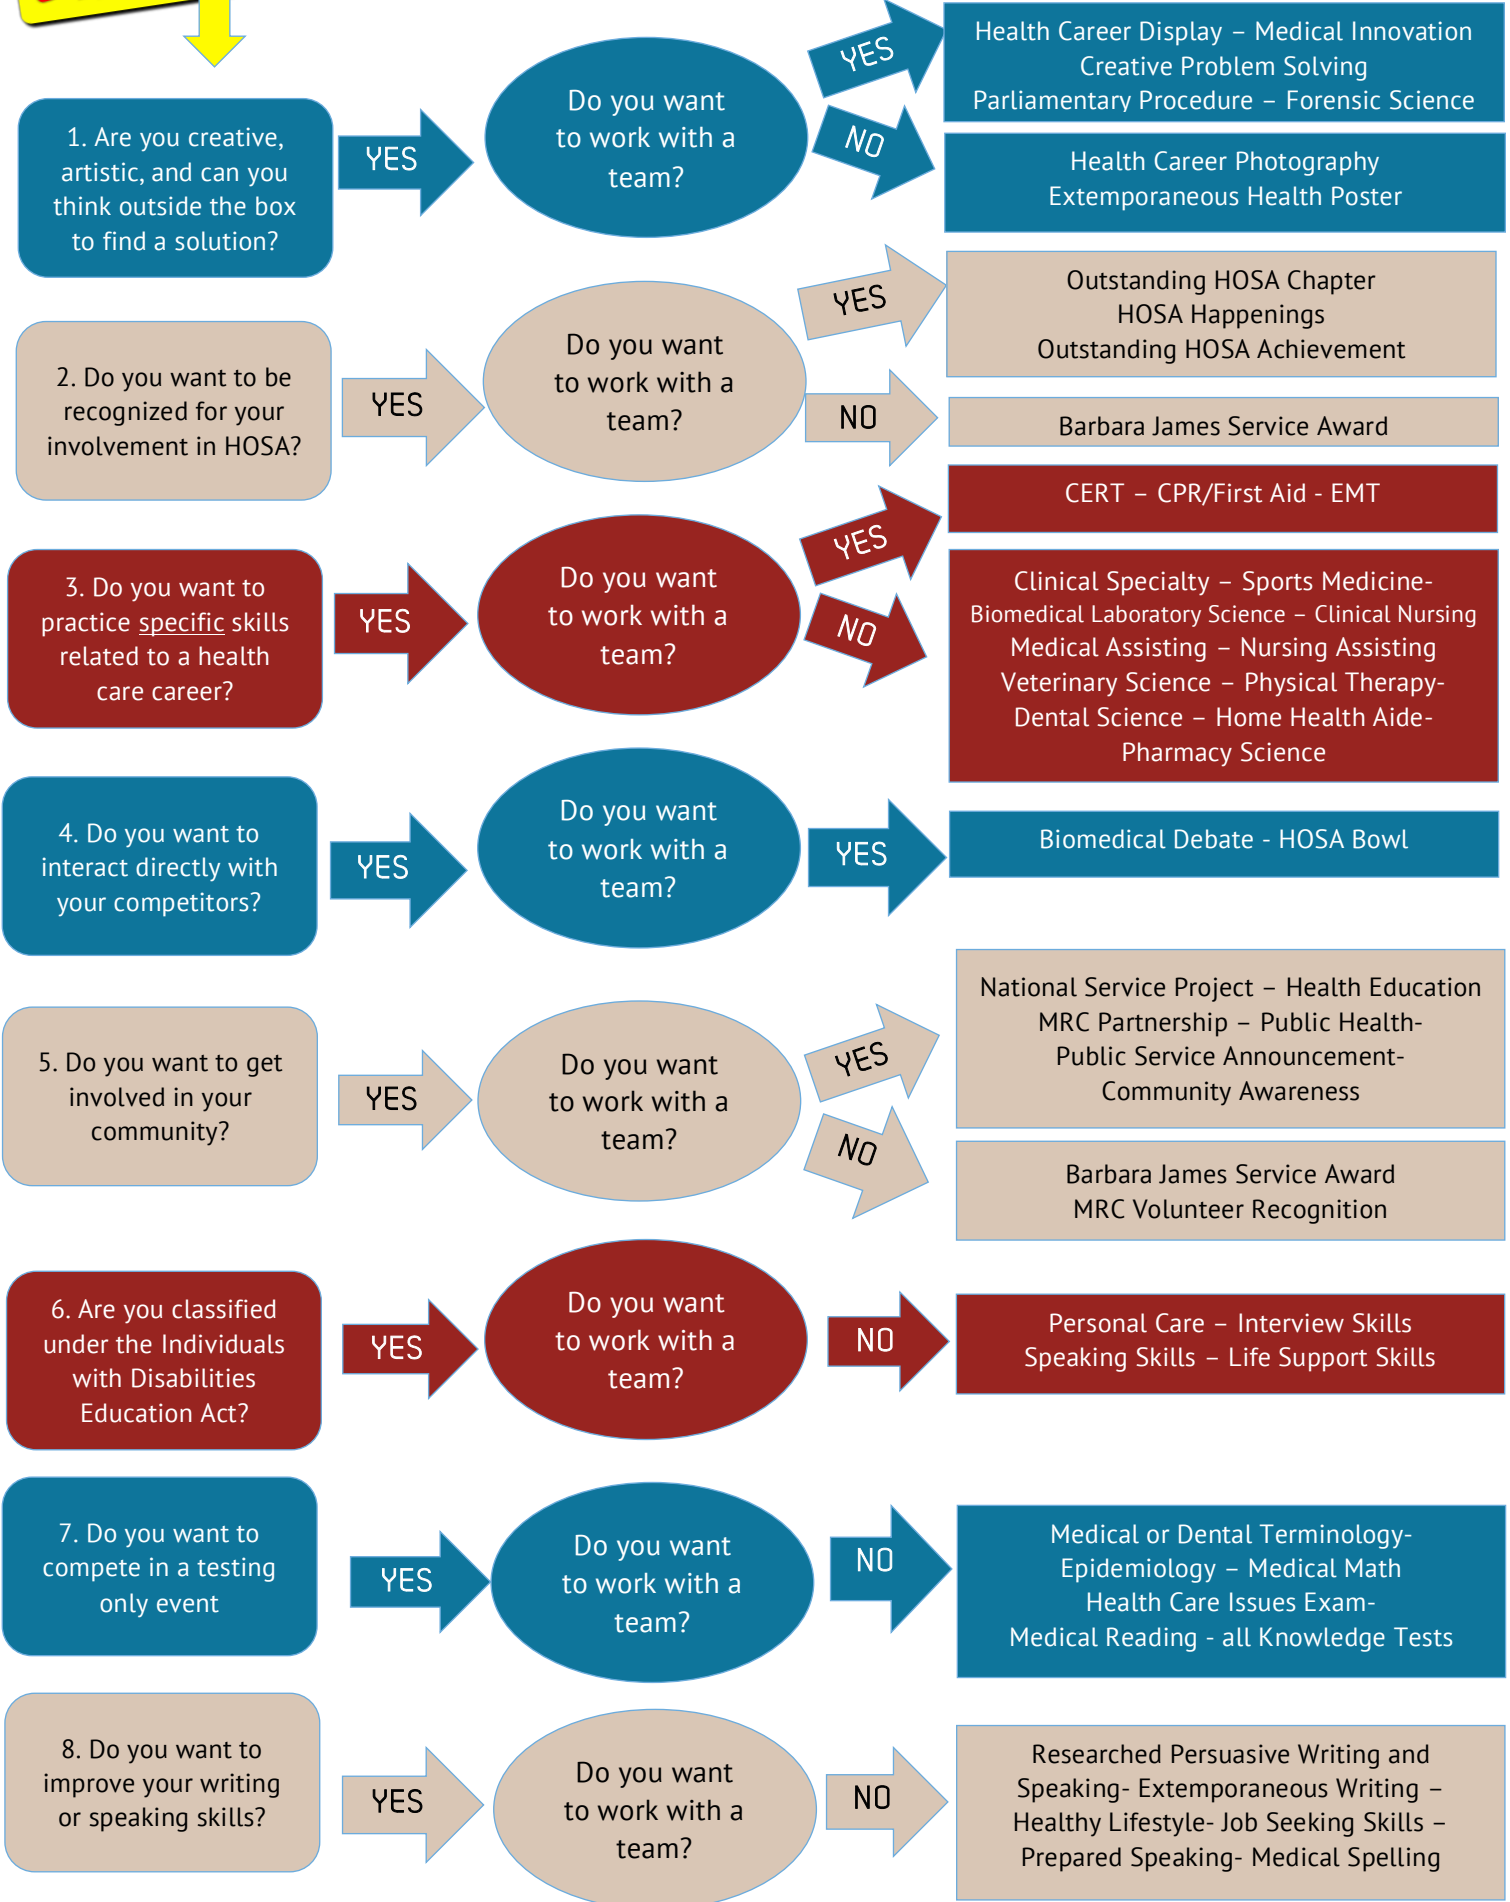 1. Are you creative,
artistic, and can you
think outside the box
to find a solution?
YES
Do you want
to work with a
team?
YES
Health Career Display – Medical Innovation
Creative Problem Solving
Parliamentary Procedure – Forensic Science
NO
Health Career Photography
Extemporaneous Health Poster
2. Do you want to be
recognized for your
involvement in HOSA?
YES
Do you want
to work with a
team?
YES
Outstanding HOSA Chapter
HOSA Happenings
Outstanding HOSA Achievement
NO
Barbara James Service Award
3. Do you want to
practice specific skills
related to a health
care career?
YES
Do you want
to work with a
team?
YES
CERT – CPR/First Aid - EMT
NO
Clinical Specialty – Sports Medicine-
Biomedical Laboratory Science – Clinical Nursing
Medical Assisting – Nursing Assisting
Veterinary Science – Physical Therapy-
Dental Science – Home Health Aide-
Pharmacy Science
4. Do you want to
interact directly with
your competitors?
YES
Do you want
to work with a
team?
YES
Biomedical Debate - HOSA Bowl
5. Do you want to get
involved in your
community?
YES
Do you want
to work with a
team?
YES
National Service Project – Health Education
MRC Partnership – Public Health-
Public Service Announcement-
Community Awareness
NO
Barbara James Service Award
MRC Volunteer Recognition
6. Are you classified
under the Individuals
with Disabilities
Education Act?
YES
Do you want
to work with a
team?
NO
Personal Care – Interview Skills
Speaking Skills – Life Support Skills
7. Do you want to
compete in a testing
only event
YES
Do you want
to work with a
team?
NO
Medical or Dental Terminology-
Epidemiology – Medical Math
Health Care Issues Exam-
Medical Reading - all Knowledge Tests
8. Do you want to
improve your writing
or speaking skills?
YES
Do you want
to work with a
team?
NO
Researched Persuasive Writing and
Speaking- Extemporaneous Writing –
Healthy Lifestyle- Job Seeking Skills –
Prepared Speaking- Medical Spelling